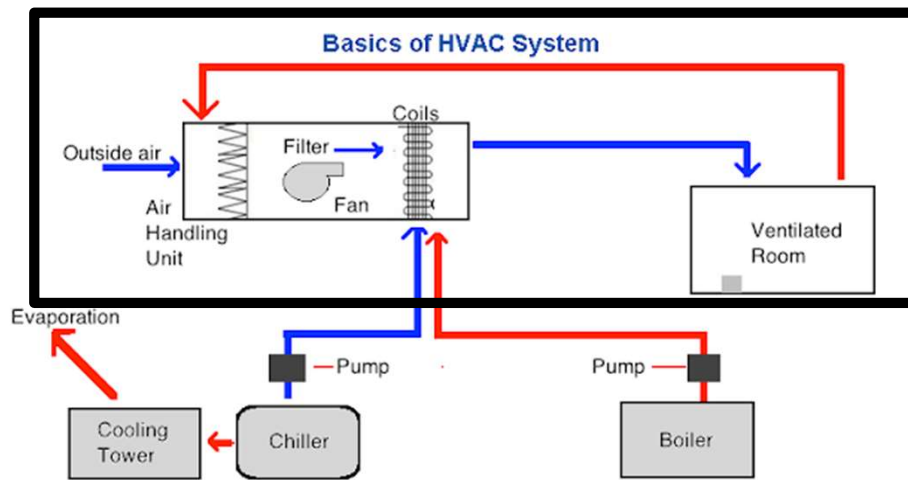 Basics of HVAC System
Coils
Outside air
Filter
Fan
Air
Handling
Unit
Ventilated
Room
Evaporation
Pump
Pump
Cooling
Tower
Chiller
Boiler